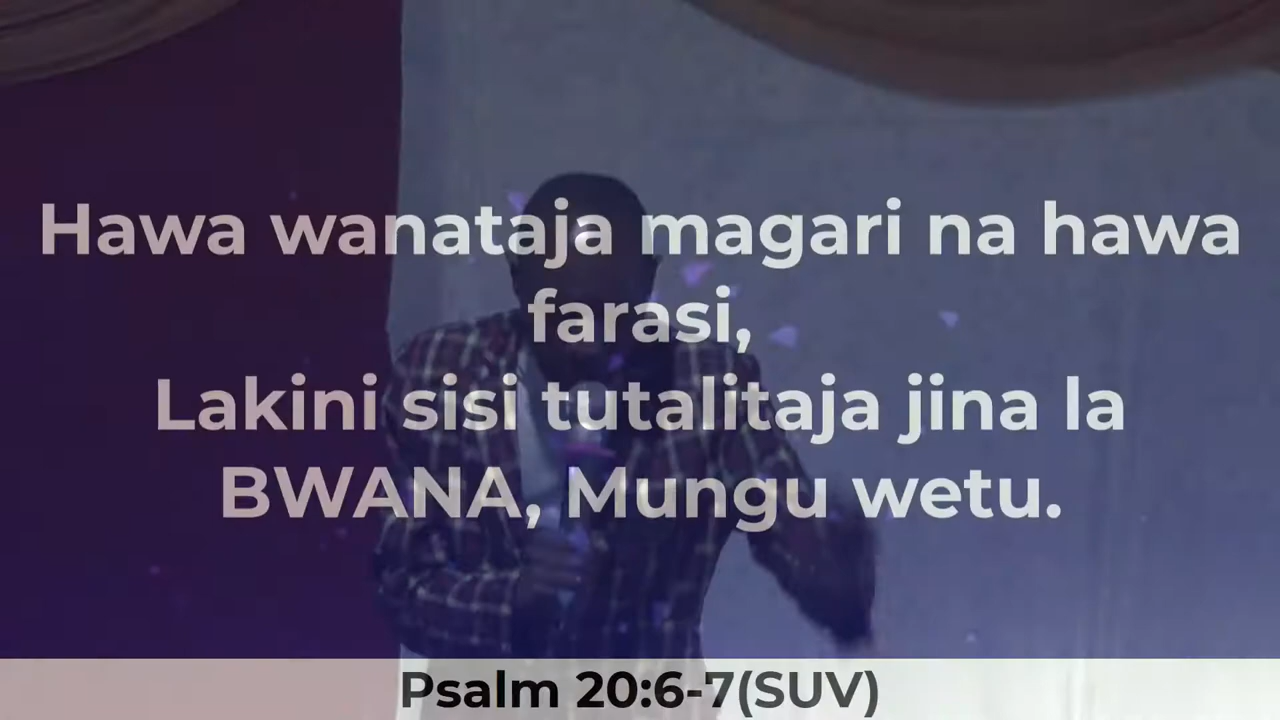 Hawa wanataja magari na hawa
farasi,
Lakini sisi tutalitaja jina la
BWANA, Mungu wetu.
Psalm 20:6-7(SUV)